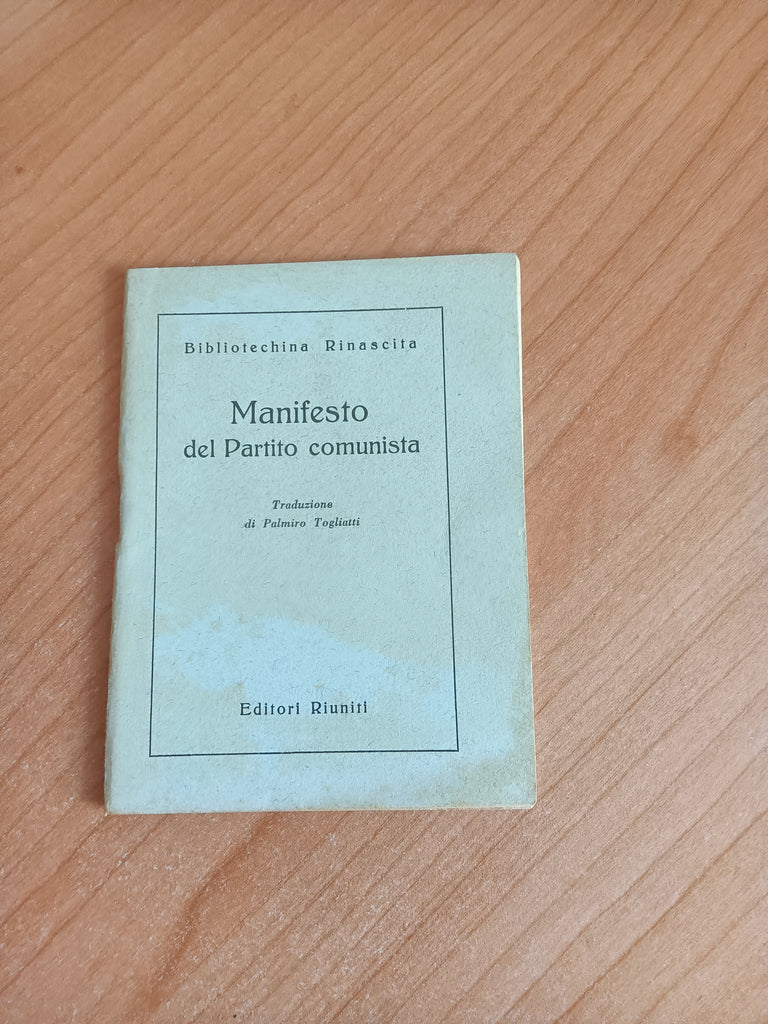 Bibliotechina Rinascita
Manifesto
del Partito comunista
Traduzione
di Palmiro Togliatti
Editori Riuniti